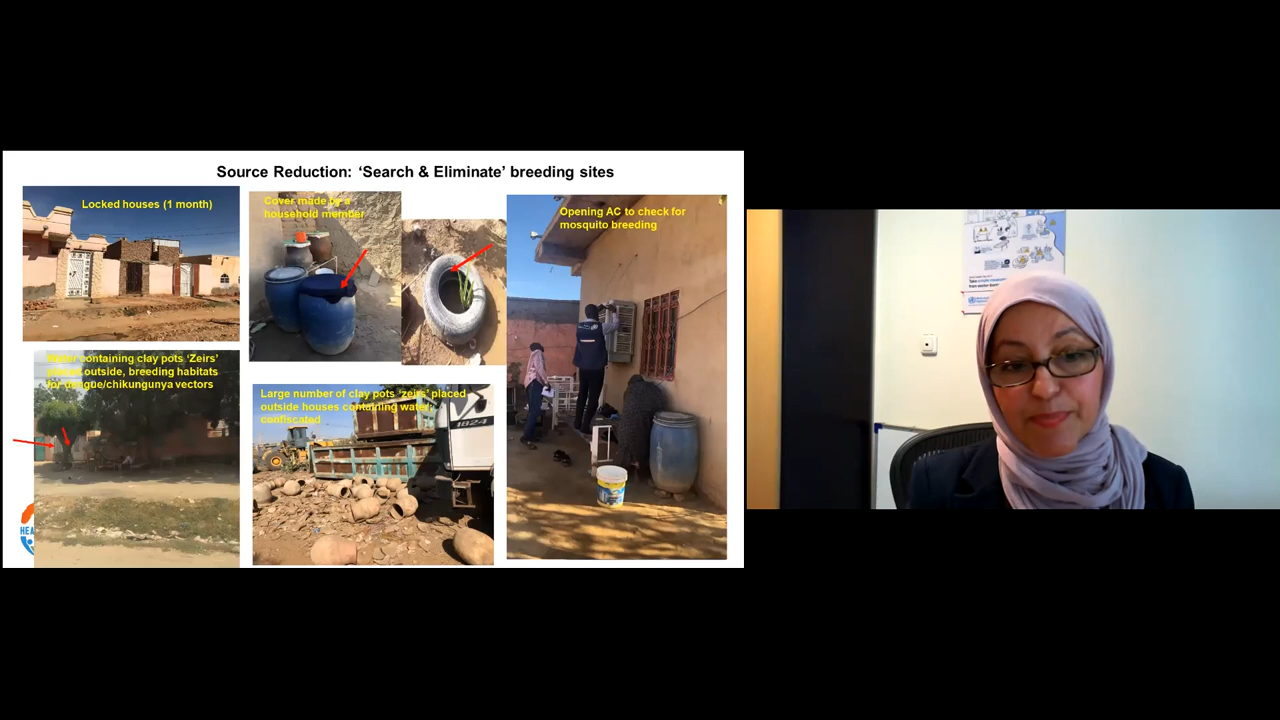 Source Reduction: ‘Search & Eliminate’ breeding sites
Locked houses (1 month)
Cover made by a
household member
Opening AC to check for
mosquito breeding
Water containing clay pots ‘Zeirs’
placed outside, breeding habitats
for dengue/chikungunya vectors
Large number of clay pots ‘zeirs’ placed
outside houses containing water,
confiscated
1824
HEA